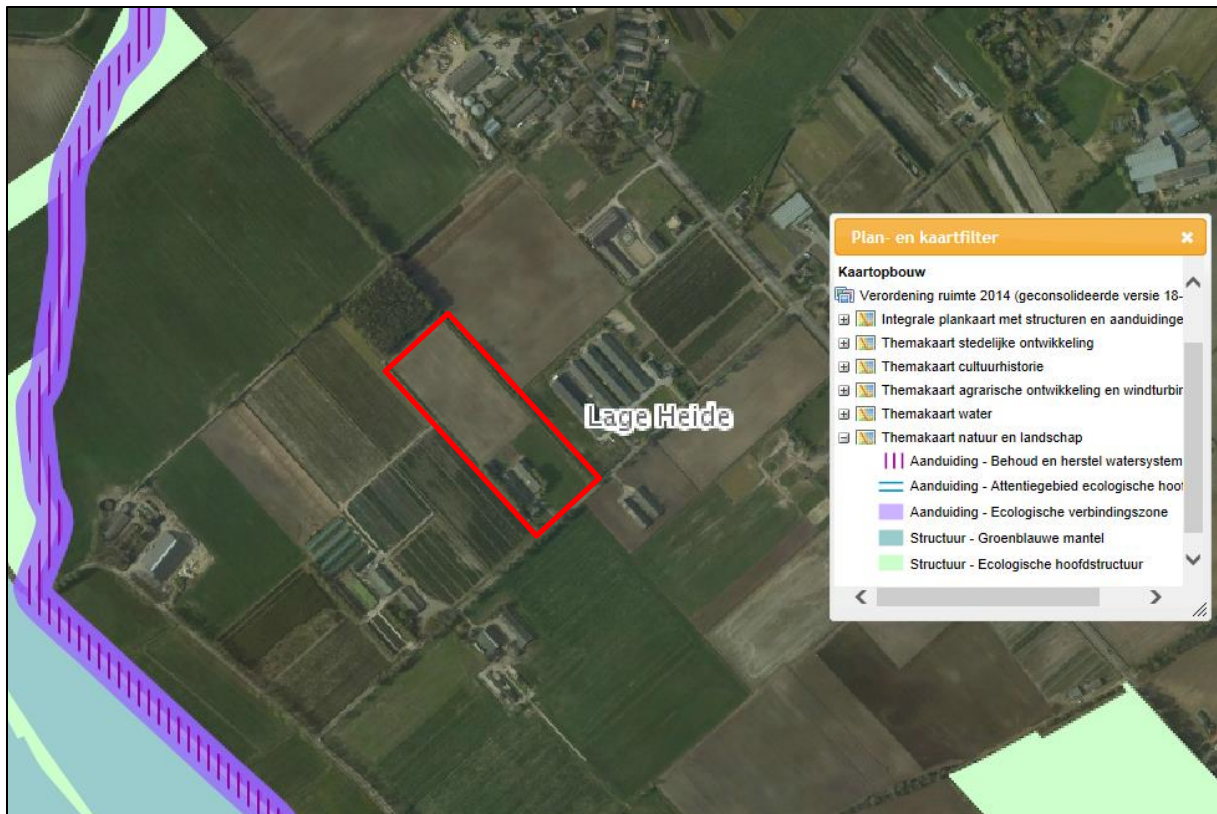 Lage Heide
Plan- en kaartfilter
Kaartopbouw
Verordening ruimte 2014 (geconsolideerde versie 18-
Integrale plankaart met structuren en aanduidinge
Themakaart stedelijke ontwikkeling
Themakaart cultuurhistorie
Themakaart agrarische ontwikkeling en windturbin
Themakaart water
Themakaart natuur en landschap
Aanduiding - Behoud en herstel watersystem
Aanduiding - Attentiegebied ecologische hoof
Aanduiding - Ecologische verbindingszone
Structuur - Groenblauwe mantel
Structuur - Ecologische hoofdstructuur